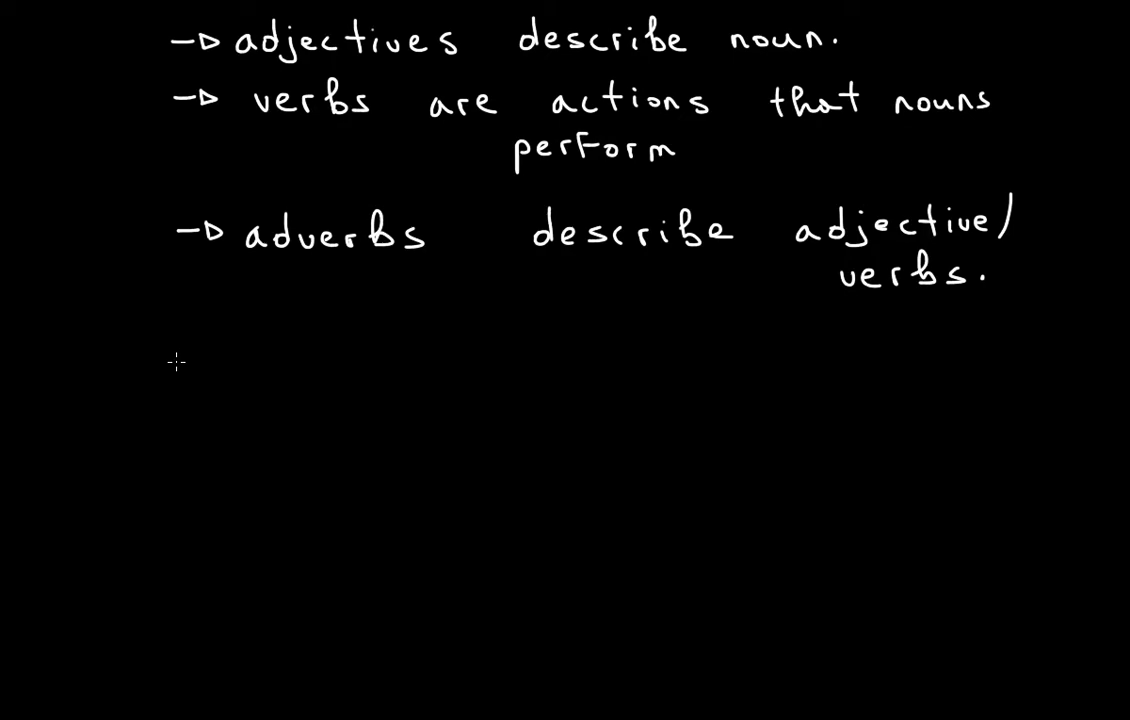 → adjectives describe noun.
→ verbs are actions that nouns
perform
→ adverbs describe adjective/
verbs.